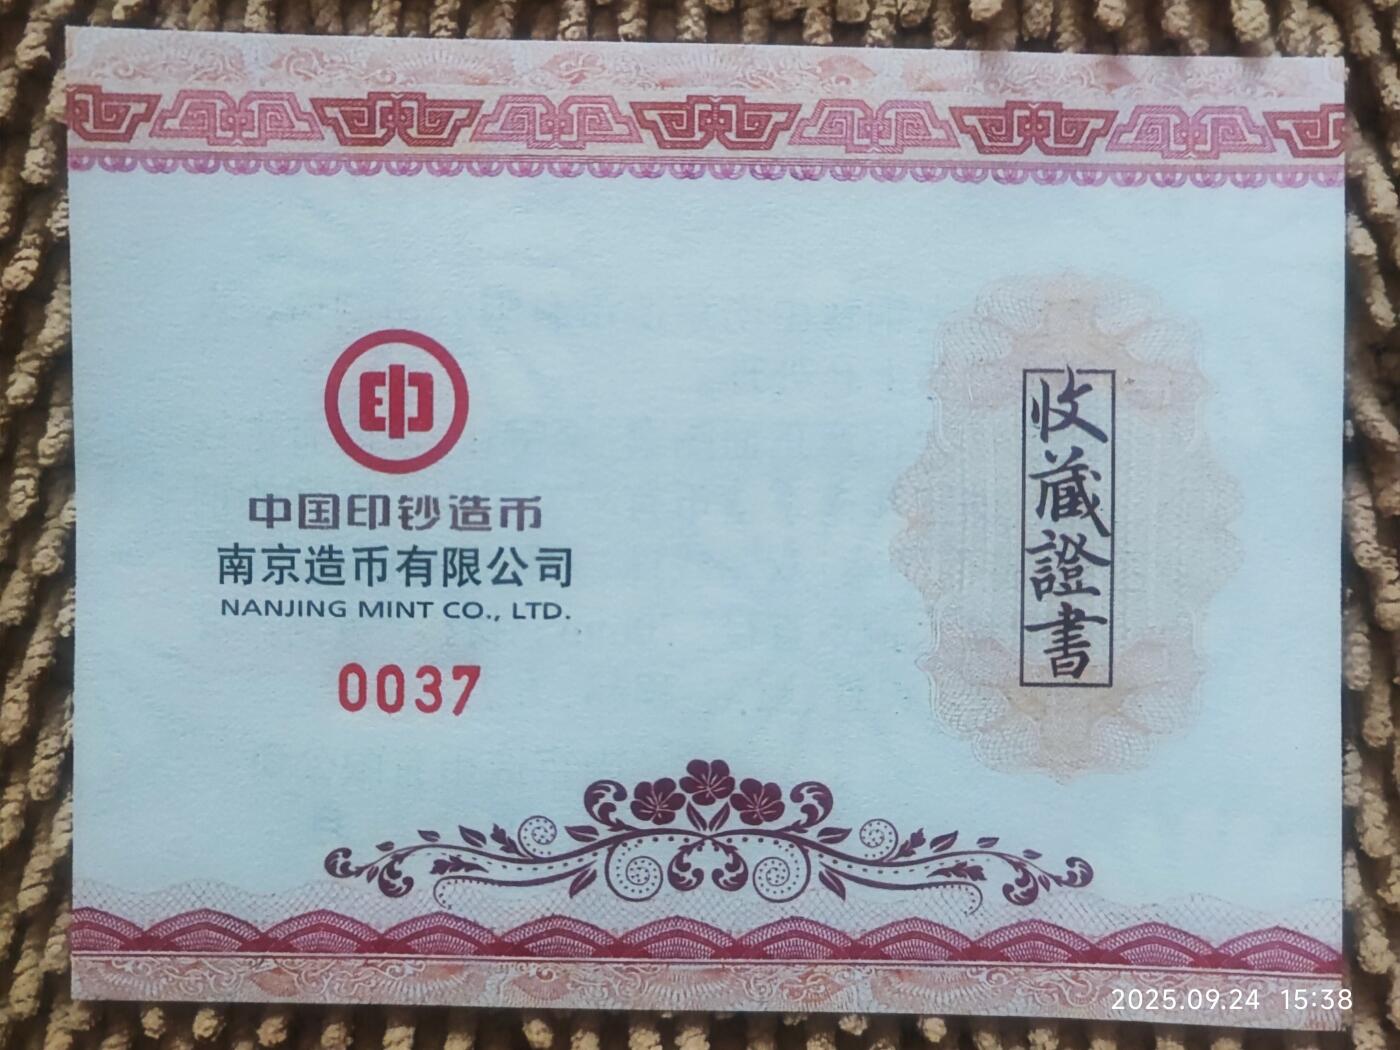 印
中国印钞造币
南京造币有限公司
NANJING MINT CO., LTD.
0037
收藏證書
2025.09.24 15:38